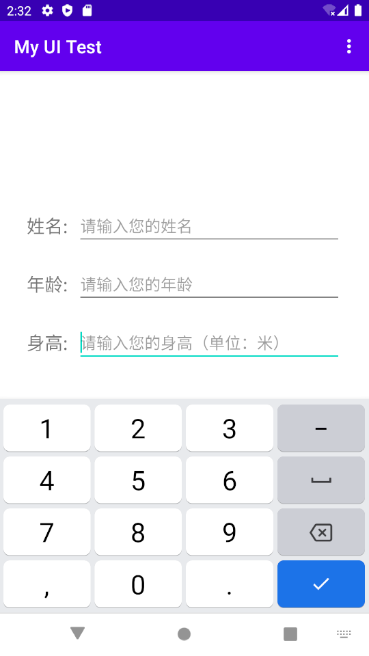 2:32
My UI Test
姓名: 请输入您的姓名
年龄: 请输入您的年龄
身高: 请输入您的身高（单位：米）
1 2 3 –
4 5 6
7 8 9
, 0 .